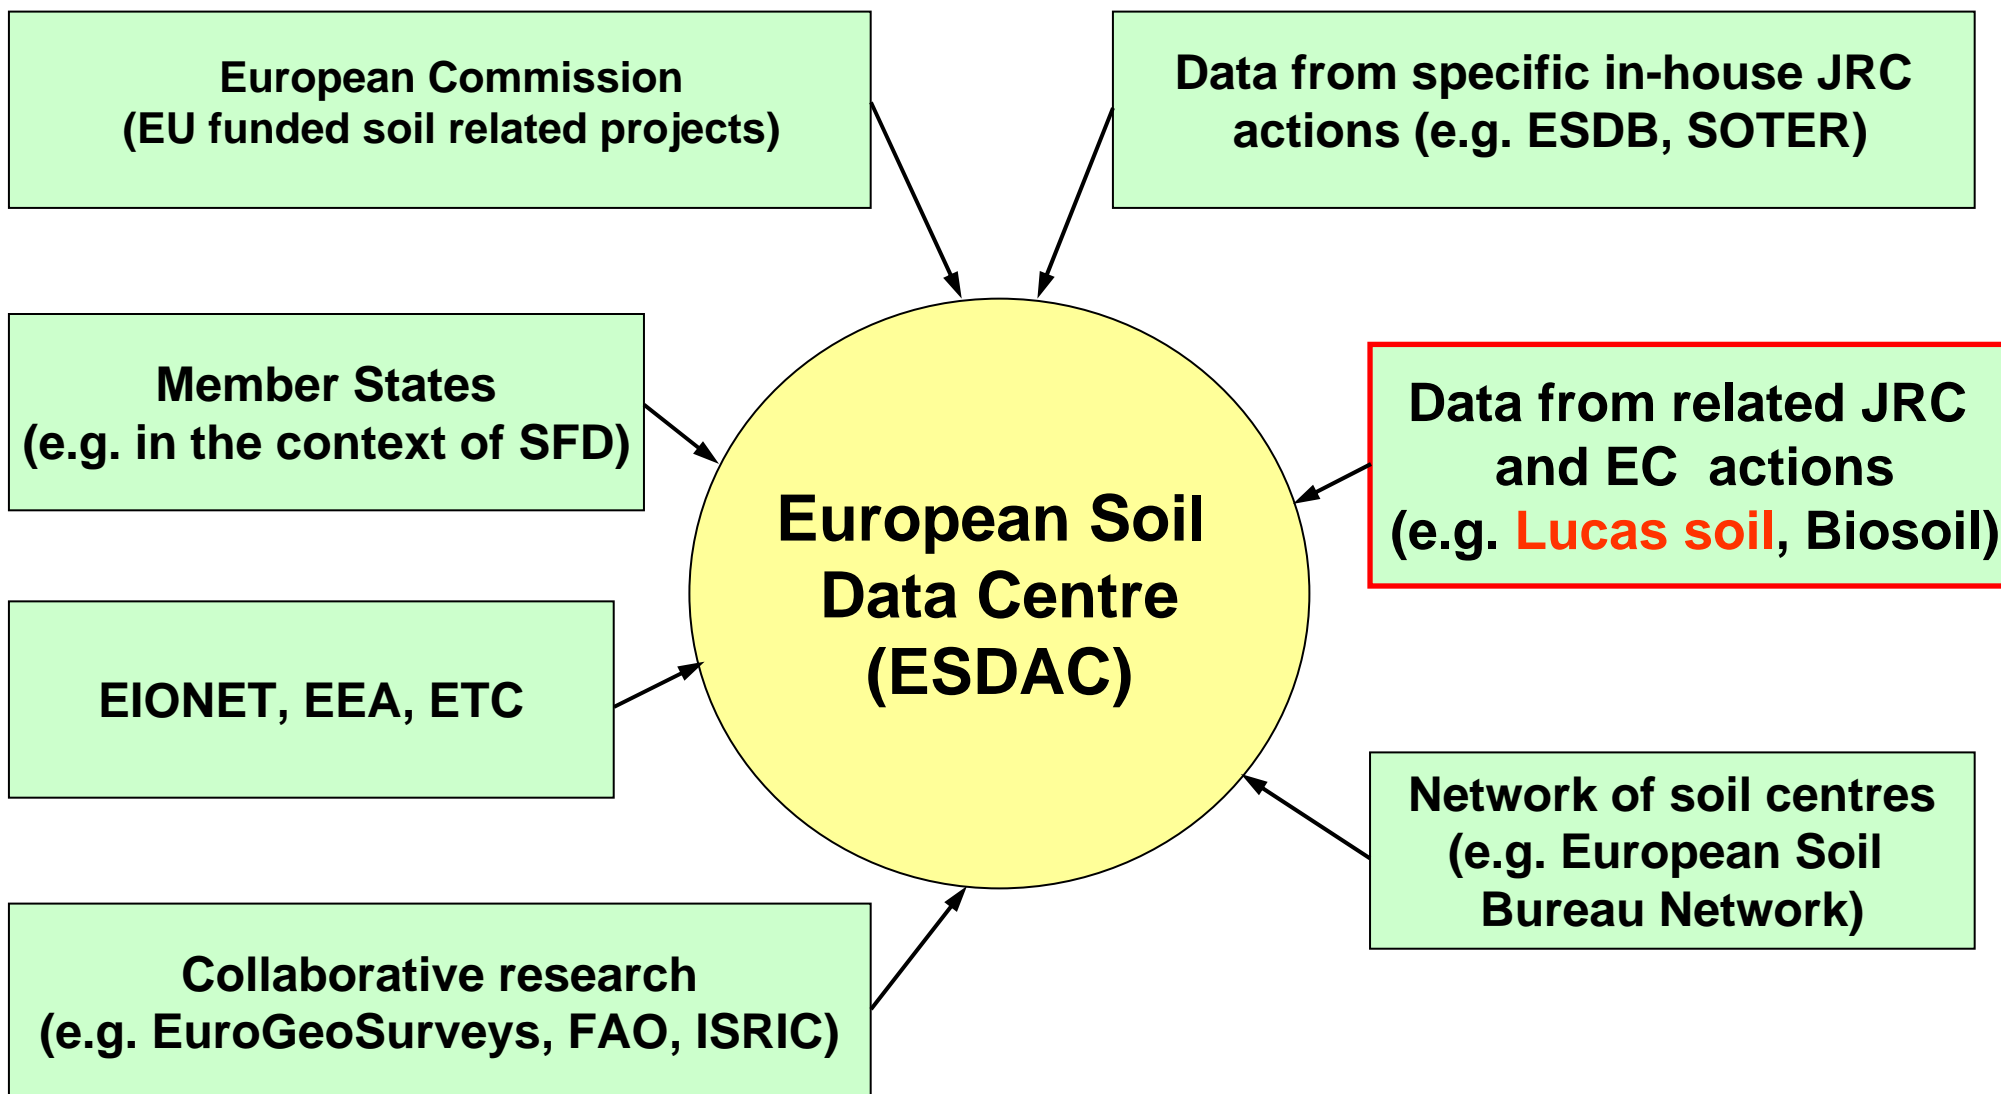 European Commission
(EU funded soil related projects)
Data from specific in-house JRC
actions (e.g. ESDB, SOTER)
Member States
(e.g. in the context of SFD)
Data from related JRC
and EC  actions
(e.g. Lucas soil, Biosoil)
European Soil
Data Centre
(ESDAC)
EIONET, EEA, ETC
Network of soil centres
(e.g. European Soil
Bureau Network)
Collaborative research
(e.g. EuroGeoSurveys, FAO, ISRIC)